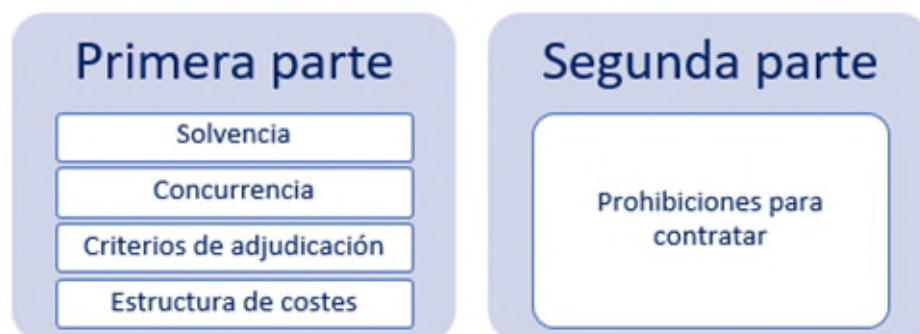 Primera parte
Solvencia
Concurrencia
Criterios de adjudicación
Estructura de costes
Segunda parte
Prohibiciones para
contratar